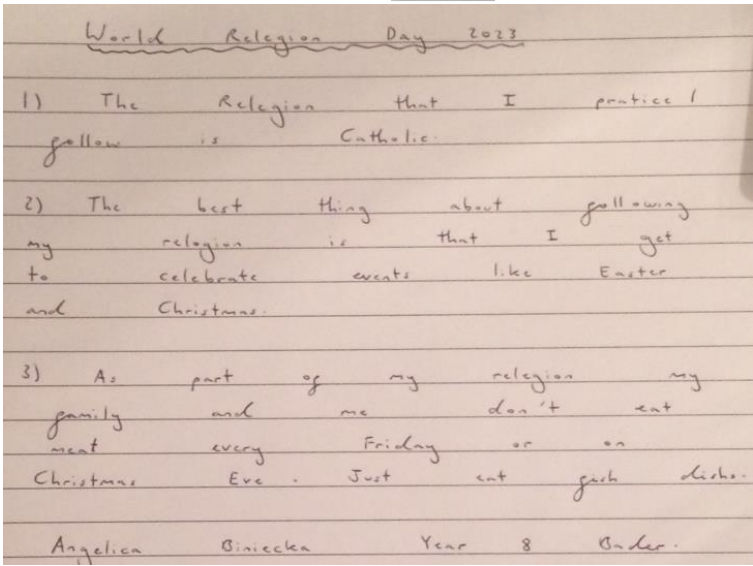 World Relegion Day 2023
1) The Relegion that I pratice /
follow is Catholic.
2) The best thing about following
my relegion is that I get
to celebrate events like Easter
and Christmas.
3) As part of my relegion my
family and me don't eat
meat every Friday or on
Christmas Eve. Just eat fish dishs.
Angelica Biniecka Year 8 Bader.